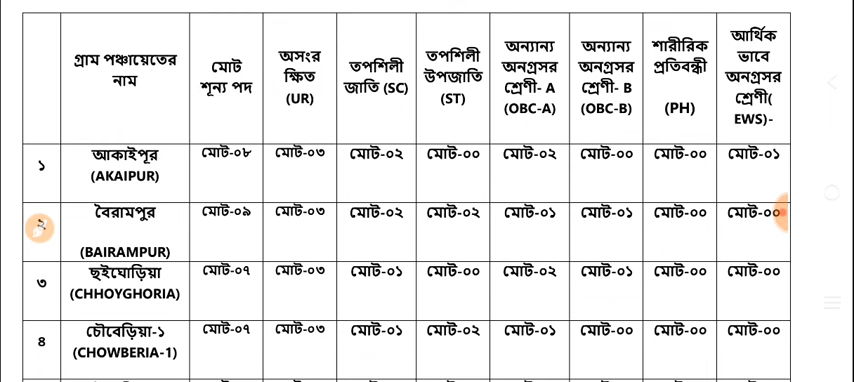 গ্রাম পঞ্চায়েতের নাম
মোট শূন্য পদ
অসংরক্ষিত (UR)
তপশিলী জাতি (SC)
তপশিলী উপজাতি (ST)
অন্যান্য অনগ্রসর শ্রেণী- A (OBC-A)
অন্যান্য অনগ্রসর শ্রেণী- B (OBC-B)
শারীরিক প্রতিবন্ধী (PH)
আর্থিক ভাবে অনগ্রসর শ্রেণী( EWS)-
১ আকাইপুর (AKAIPUR) মোট-০৮ মোট-০৩ মোট-০২ মোট-০০ মোট-০২ মোট-০০ মোট-০০ মোট-০১
২ বৈরামপুর (BAIRAMPUR) মোট-০৯ মোট-০৩ মোট-০২ মোট-০২ মোট-০১ মোট-০১ মোট-০০ মোট-০০
৩ ছইঘোড়িয়া (CHHOYGHORIA) মোট-০৭ মোট-০৩ মোট-০১ মোট-০০ মোট-০২ মোট-০১ মোট-০০ মোট-০০
৪ চৌবেড়িয়া-১ (CHOWBERIA-1) মোট-০৭ মোট-০৩ মোট-০১ মোট-০২ মোট-০১ মোট-০০ মোট-০০ মোট-০০